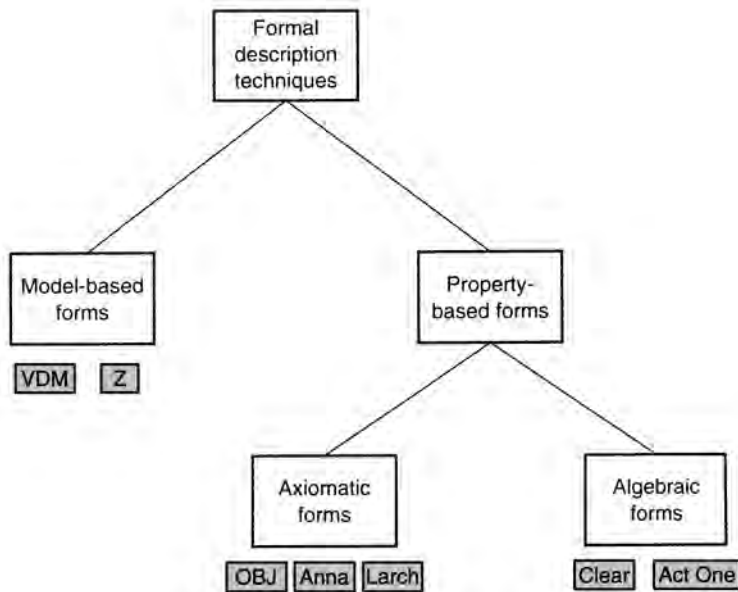 Formal
description
techniques
Model-based
forms
Property-
based forms
VDM Z
Axiomatic
forms
Algebraic
forms
OBJ Anna Larch
Clear Act One